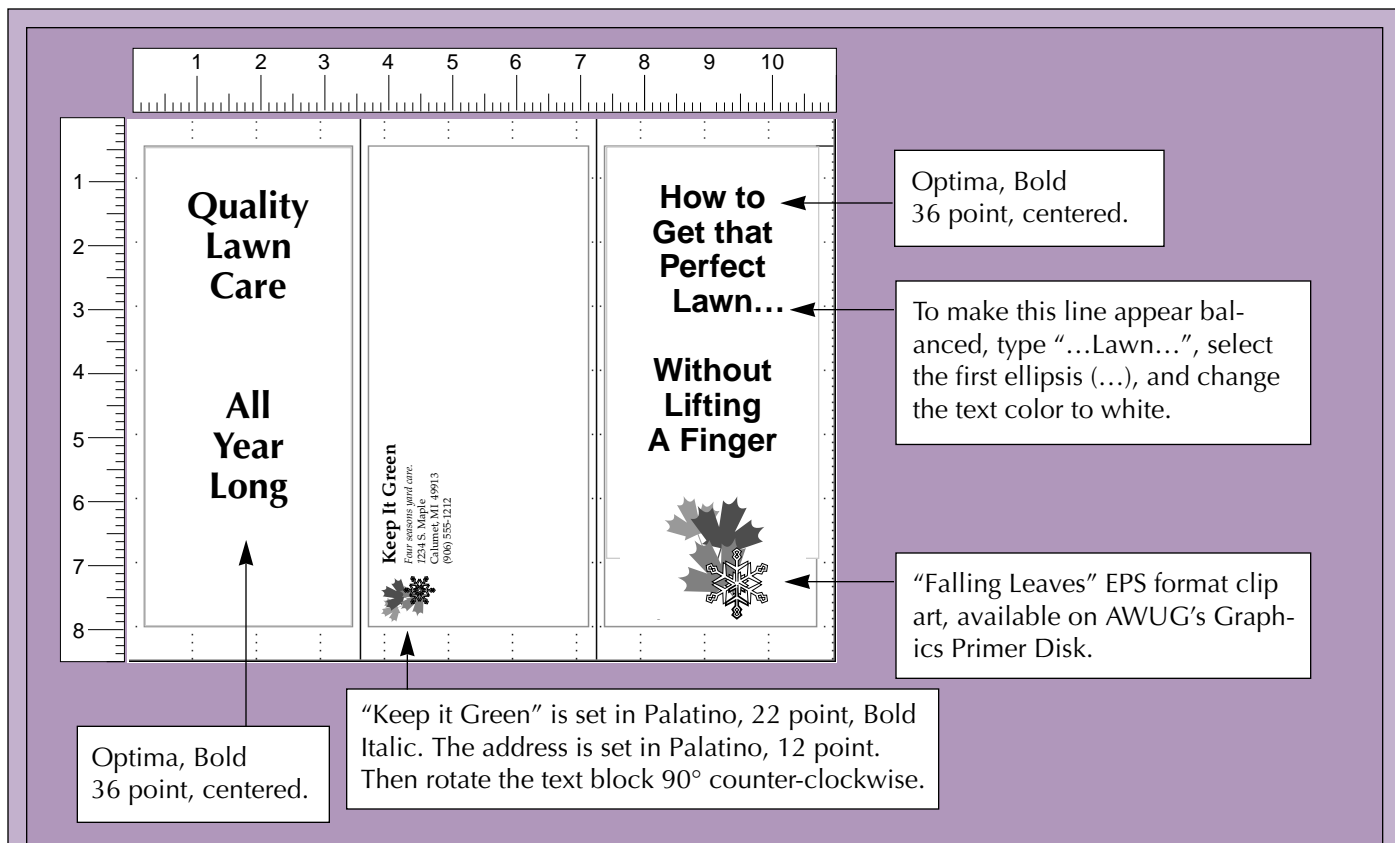 1 2 3 4 5 6 7 8 9 10
1
2
3
4
5
6
7
8
Quality
Lawn
Care
All
Year
Long
Keep It Green
Four seasons yard care.
1234 S. Maple
Calumet, MI 49913
(906) 555-1212
How to
Get that
Perfect
Lawn…
Without
Lifting
A Finger
Optima, Bold
36 point, centered.
To make this line appear bal-
anced, type “…Lawn…”, select
the first ellipsis (…), and change
the text color to white.
“Falling Leaves” EPS format clip
art, available on AWUG’s Graph-
ics Primer Disk.
“Keep it Green” is set in Palatino, 22 point, Bold
Italic. The address is set in Palatino, 12 point.
Then rotate the text block 90° counter-clockwise.
Optima, Bold
36 point, centered.